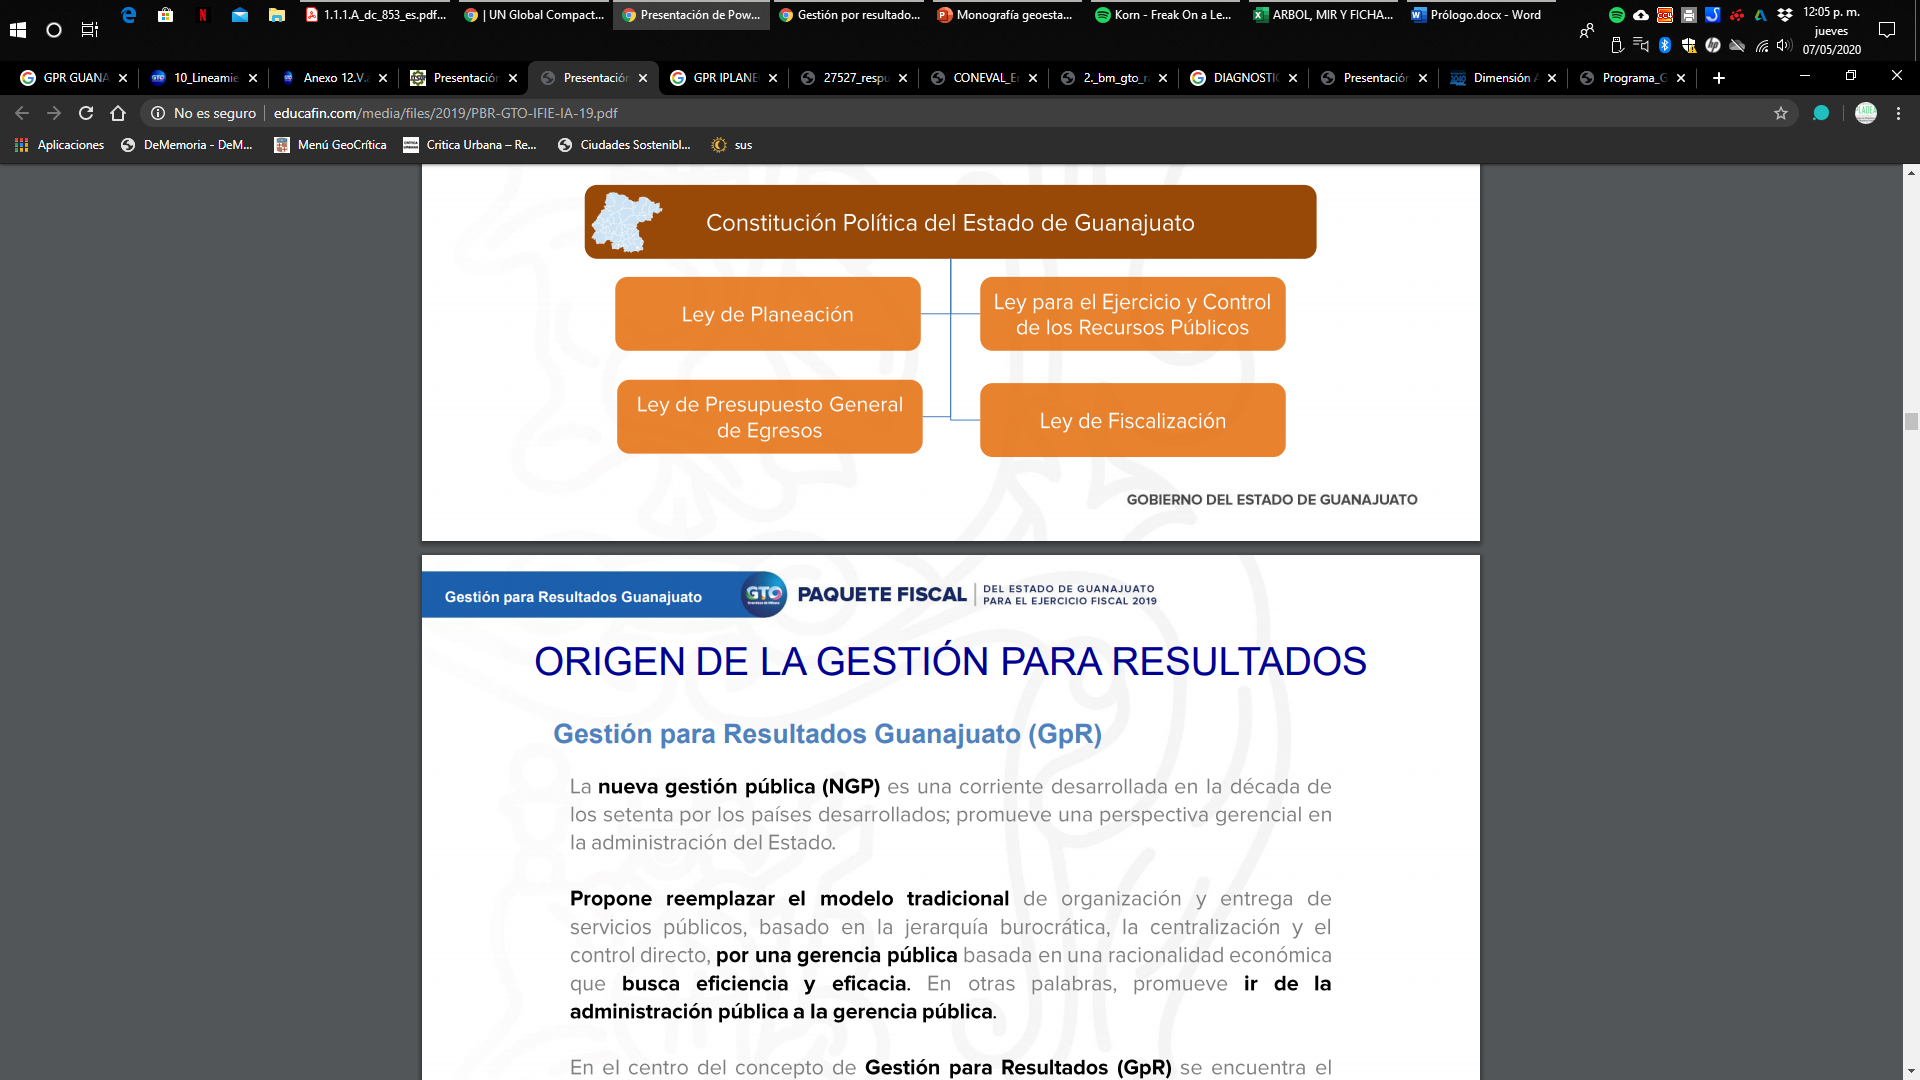 1.1.1.A_dc_853_es.pdf...
| UN Global Compact...
Presentación de Pow...
Gestión por resultado...
Monografía geoesta...
Korn - Freak On a Le...
ARBOL, MIR Y FICHA...
Prólogo.docx - Word
12:05 p. m.
jueves
07/05/2020
GPR GUANA
10_Lineamie
Anexo 12.V.
Presentación
Presentación
GPR IPLANE
27527_respu
CONEVAL_E
2._bm_gto_r
DIAGNOSTIC
Presentación
Dimensión A
Programa_G
No es seguro | educafin.com/media/files/2019/PBR-GTO-IFIE-IA-19.pdf
Aplicaciones
DeMemoria - DeM...
Menú GeoCrítica
Critica Urbana – Re...
Ciudades Sostenibl...
sus
Constitución Política del Estado de Guanajuato
Ley de Planeación
Ley para el Ejercicio y Control
de los Recursos Públicos
Ley de Presupuesto General
de Egresos
Ley de Fiscalización
GOBIERNO DEL ESTADO DE GUANAJUATO
Gestión para Resultados Guanajuato
GTO
PAQUETE FISCAL
DEL ESTADO DE GUANAJUATO
PARA EL EJERCICIO FISCAL 2019
ORIGEN DE LA GESTIÓN PARA RESULTADOS
Gestión para Resultados Guanajuato (GpR)
La nueva gestión pública (NGP) es una corriente desarrollada en la década de
los setenta por los países desarrollados; promueve una perspectiva gerencial en
la administración del Estado.
Propone reemplazar el modelo tradicional de organización y entrega de
servicios públicos, basado en la jerarquía burocrática, la centralización y el
control directo, por una gerencia pública basada en una racionalidad económica
que busca eficiencia y eficacia. En otras palabras, promueve ir de la
administración pública a la gerencia pública.
En el centro del concepto de Gestión para Resultados (GpR) se encuentra el